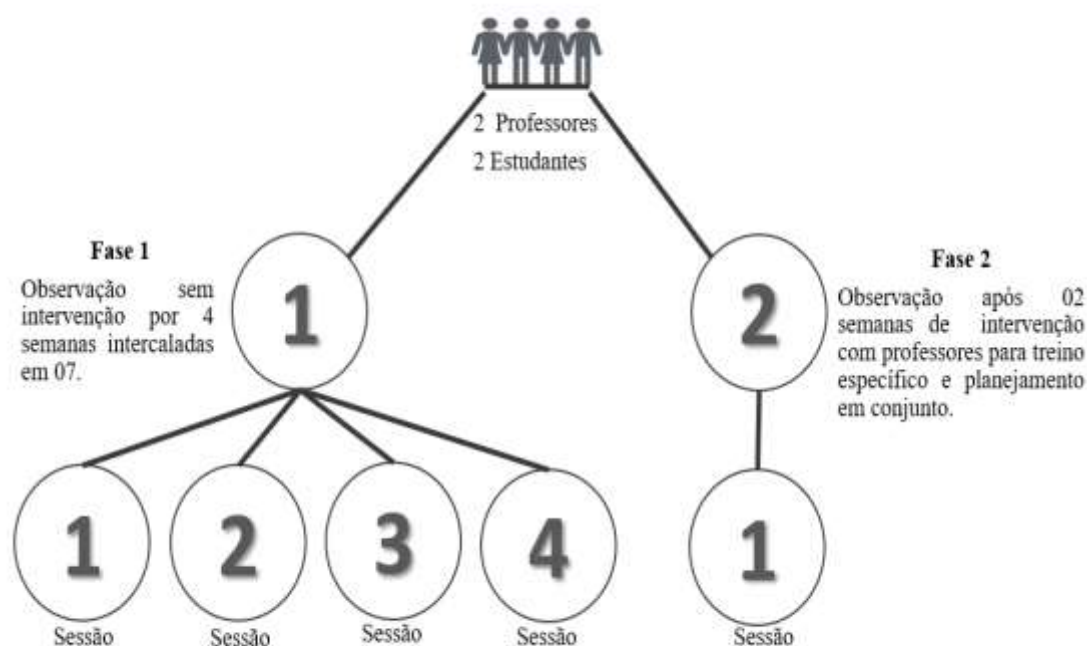 2 Professores
2 Estudantes
Fase 1
Observação sem
intervenção por 4
semanas intercaladas
em 07.
1
2
Fase 2
Observação após 02
semanas de intervenção
com professores para treino
específico e planejamento
em conjunto.
1
2
3
4
1
Sessão
Sessão
Sessão
Sessão
Sessão